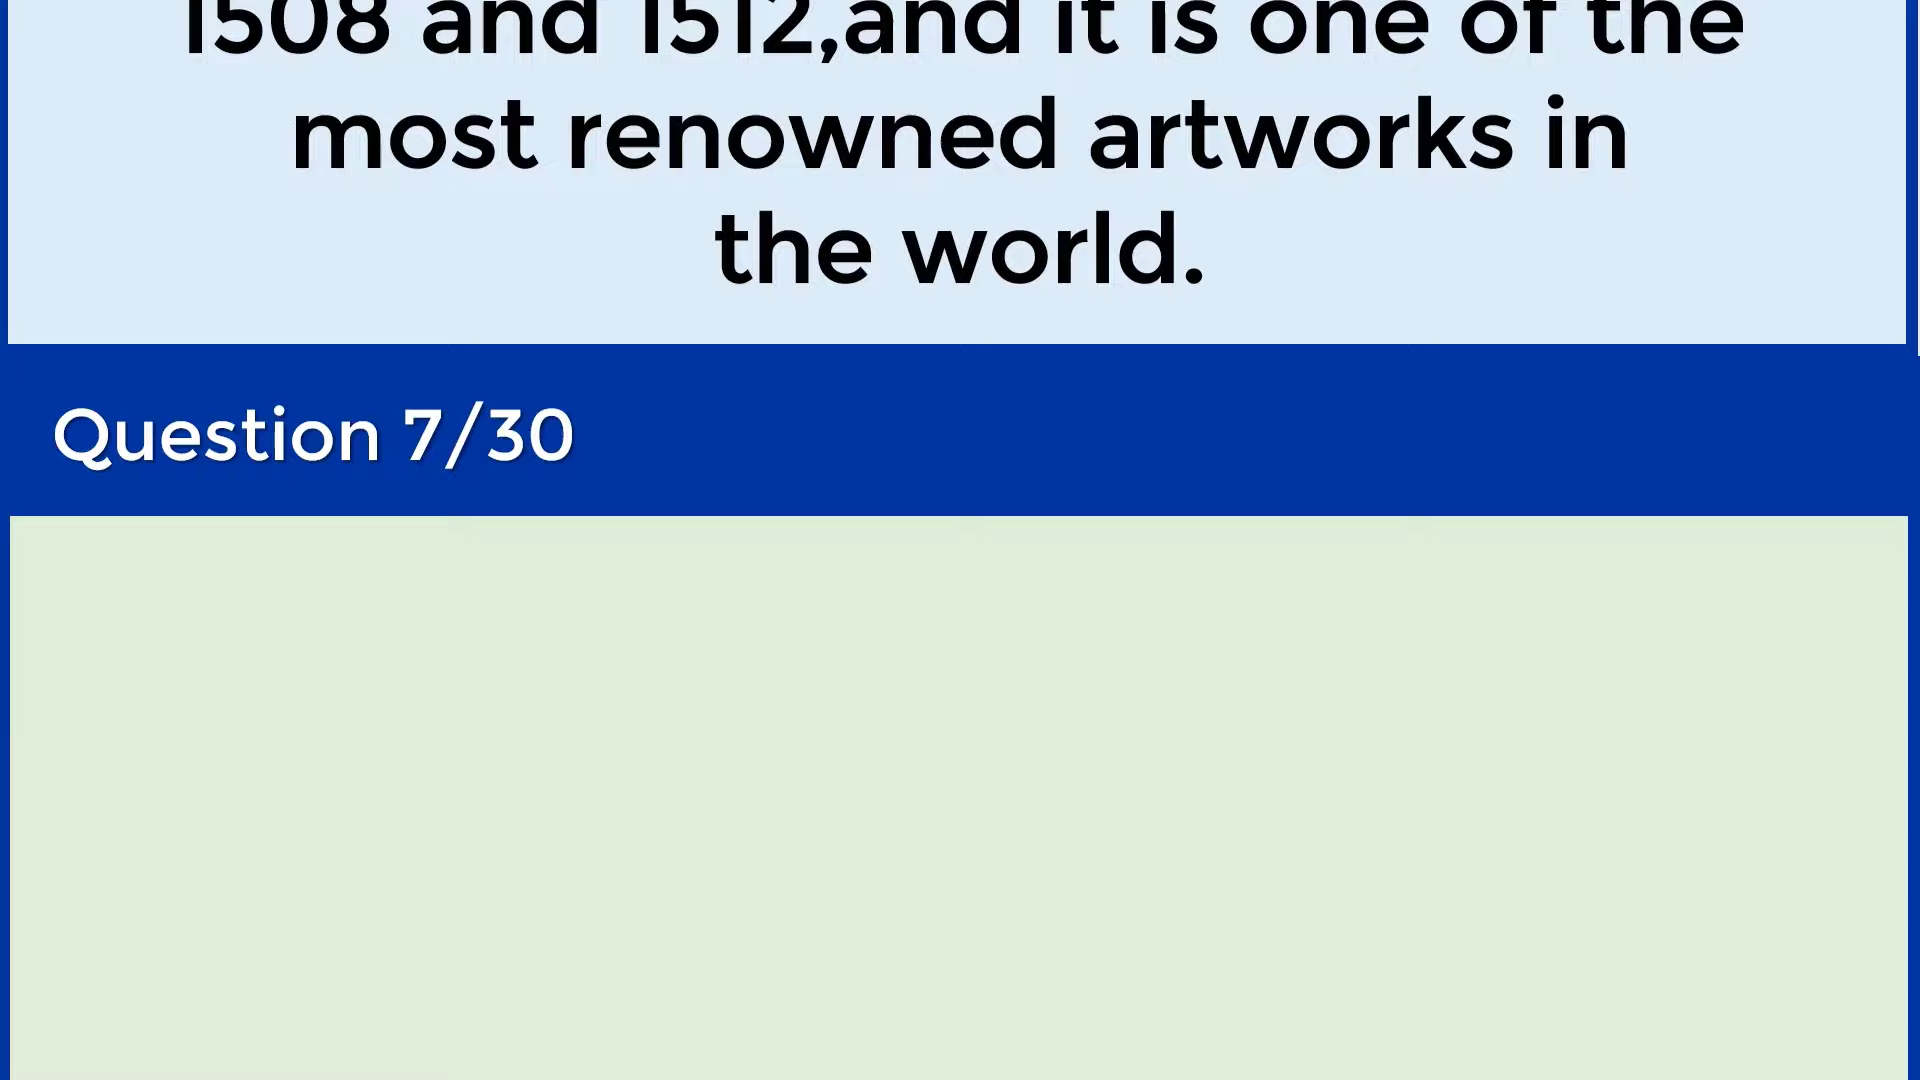 1508 and 1512,and it is one of the
most renowned artworks in
the world.
Question 7/30